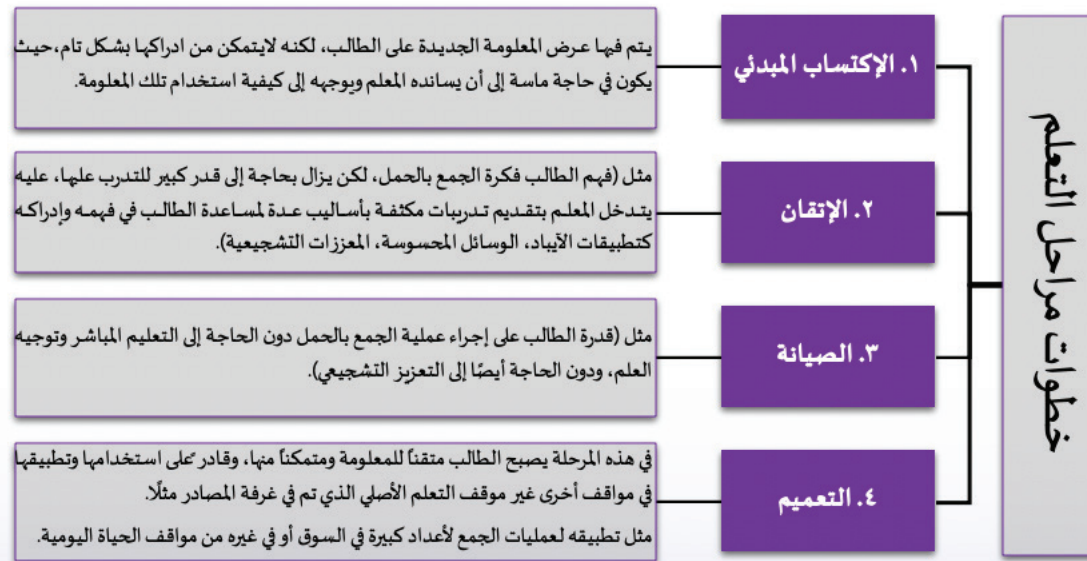 خطوات مراحل التعلم
١. الإكتساب المبدئي
يتم فيها عرض المعلومة الجديدة على الطالب، لكنه لايتمكن من ادراكها بشكل تام،حيث
يكون في حاجة ماسة إلى أن يسانده المعلم ويوجهه إلى كيفية استخدام تلك المعلومة.
٢. الإتقان
مثل (فهم الطالب فكرة الجمع بالحمل، لكن يزال بحاجة إلى قدر كبير للتدرب عليها، عليه
يتدخل المعلم بتقديم تدريبات مكثفة بأساليب عدة لمساعدة الطالب في فهمه وإدراكه
كتطبيقات الآيباد، الوسائل المحسوسة، المعززات التشجيعية).
٣. الصيانة
مثل (قدرة الطالب على إجراء عملية الجمع بالحمل دون الحاجة إلى التعليم المباشر وتوجيه
العلم، ودون الحاجة أيضًا إلى التعزيز التشجيعي).
٤. التعميم
في هذه المرحلة يصبح الطالب متقناً للمعلومة ومتمكناً منها، وقادر ًعلى استخدامها وتطبيقها
في مواقف أخرى غير موقف التعلم الأصلي الذي تم في غرفة المصادر مثلًا.
مثل تطبيقه لعمليات الجمع لأعداد كبيرة في السوق أو في غيره من مواقف الحياة اليومية.